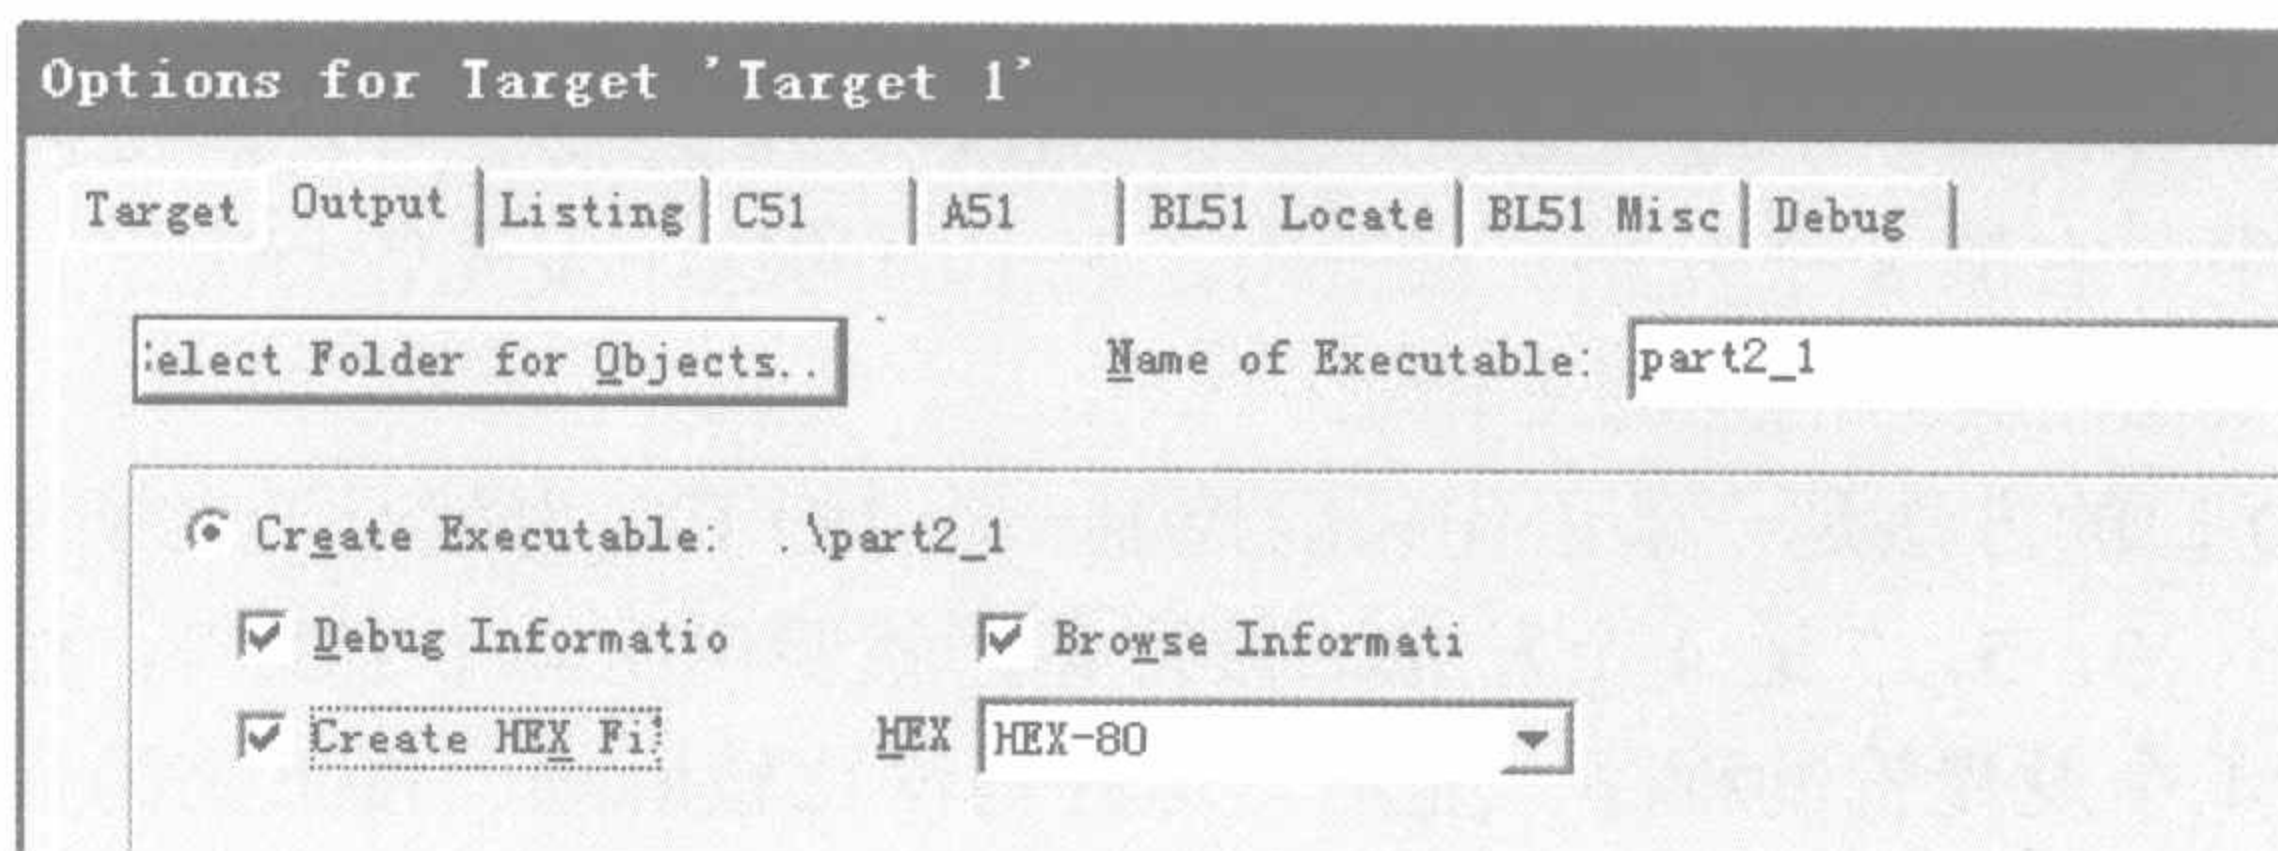 Options for Target 'Target 1'
Target Output Listing C51 A51 BL51 Locate BL51 Misc Debug
elect Folder for Objects.. Name of Executable: part2_1
Create Executable: .\part2_1
Debug Informatio Browse Informati
Create HEX Fi HEX HEX-80